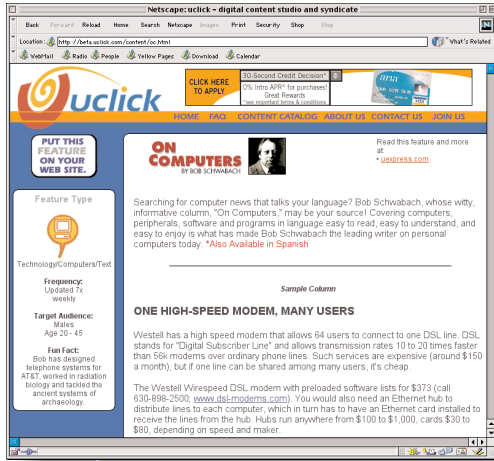 Netscape: uclick - digital content studio and syndicate
Back Forward Reload Home Search Netscape Images Print Security Shop Stop
Location: http://beta.uclick.com/content/oc.html What's Related
WebMail Radio People Yellow Pages Download Calendar
uclick
CLICK HERE
TO APPLY
30-Second Credit Decision*
0% Intro APR* for purchases!
Great Rewards
*see important terms & conditions
HOME FAQ CONTENT CATALOG ABOUT US CONTACT US JOIN US
PUT THIS
FEATURE
ON YOUR
WEB SITE.
ON
COMPUTERS
BY BOB SCHWABACH
Read this feature and more
at
• uexpress.com
Feature Type
Technology/Computers/Text
Frequency:
Updated 7x
weekly
Target Audience:
Males
Age 20 - 45
Fun Fact:
Bob has designed
telephone systems for
AT&T, worked in radiation
biology and tackled the
ancient systems of
archaeology.
Searching for computer news that talks your language? Bob Schwabach, whose witty,
informative column, "On Computers," may be your source! Covering computers,
peripherals, software and programs in language easy to read, easy to understand, and
easy to enjoy is what has made Bob Schwabach the leading writer on personal
computers today. *Also Available in Spanish
Sample Column
ONE HIGH-SPEED MODEM, MANY USERS
Westell has a high speed modem that allows 64 users to connect to one DSL line. DSL
stands for "Digital Subscriber Line" and allows transmission rates 10 to 20 times faster
than 56k modems over ordinary phone lines. Such services are expensive (around $150
a month), but if one line can be shared among many users, it's cheap.
The Westell Wirespeed DSL modem with preloaded software lists for $373 (call
630-898-2500; www.dsl-modems.com). You would also need an Ethernet hub to
distribute lines to each computer, which in turn has to have an Ethernet card installed to
receive the lines from the hub. Hubs run anywhere from $100 to $1,000, cards $30 to
$80, depending on speed and maker.